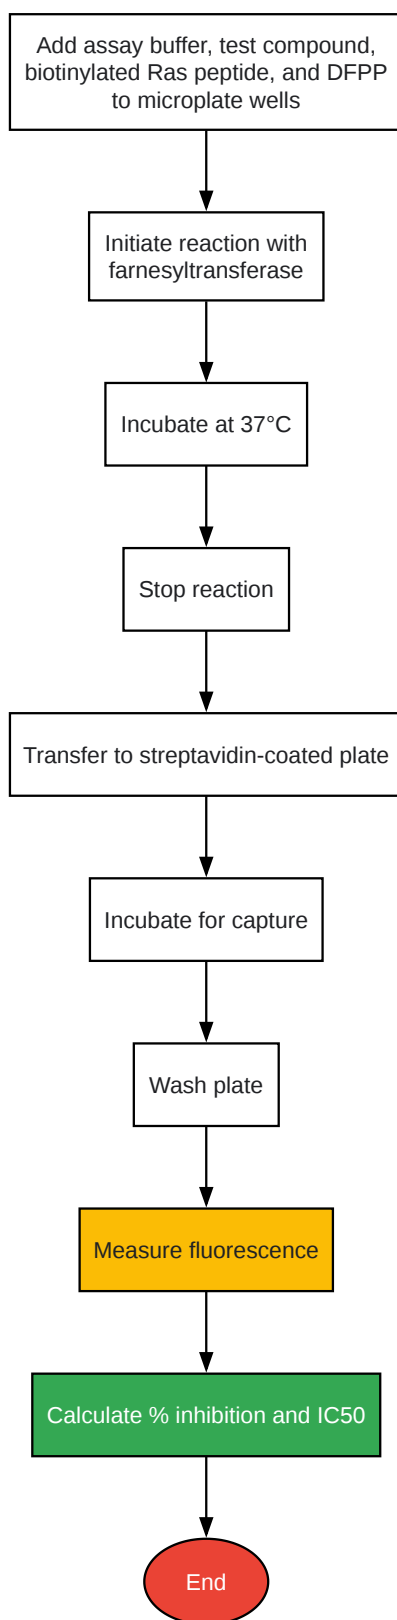 Add assay buffer, test compound,
biotinylated Ras peptide, and DFPP
to microplate wells
Initiate reaction with
farnesyltransferase
Incubate at 37°C
Stop reaction
Transfer to streptavidin-coated plate
Incubate for capture
Wash plate
Measure fluorescence
Calculate % inhibition and IC50
End